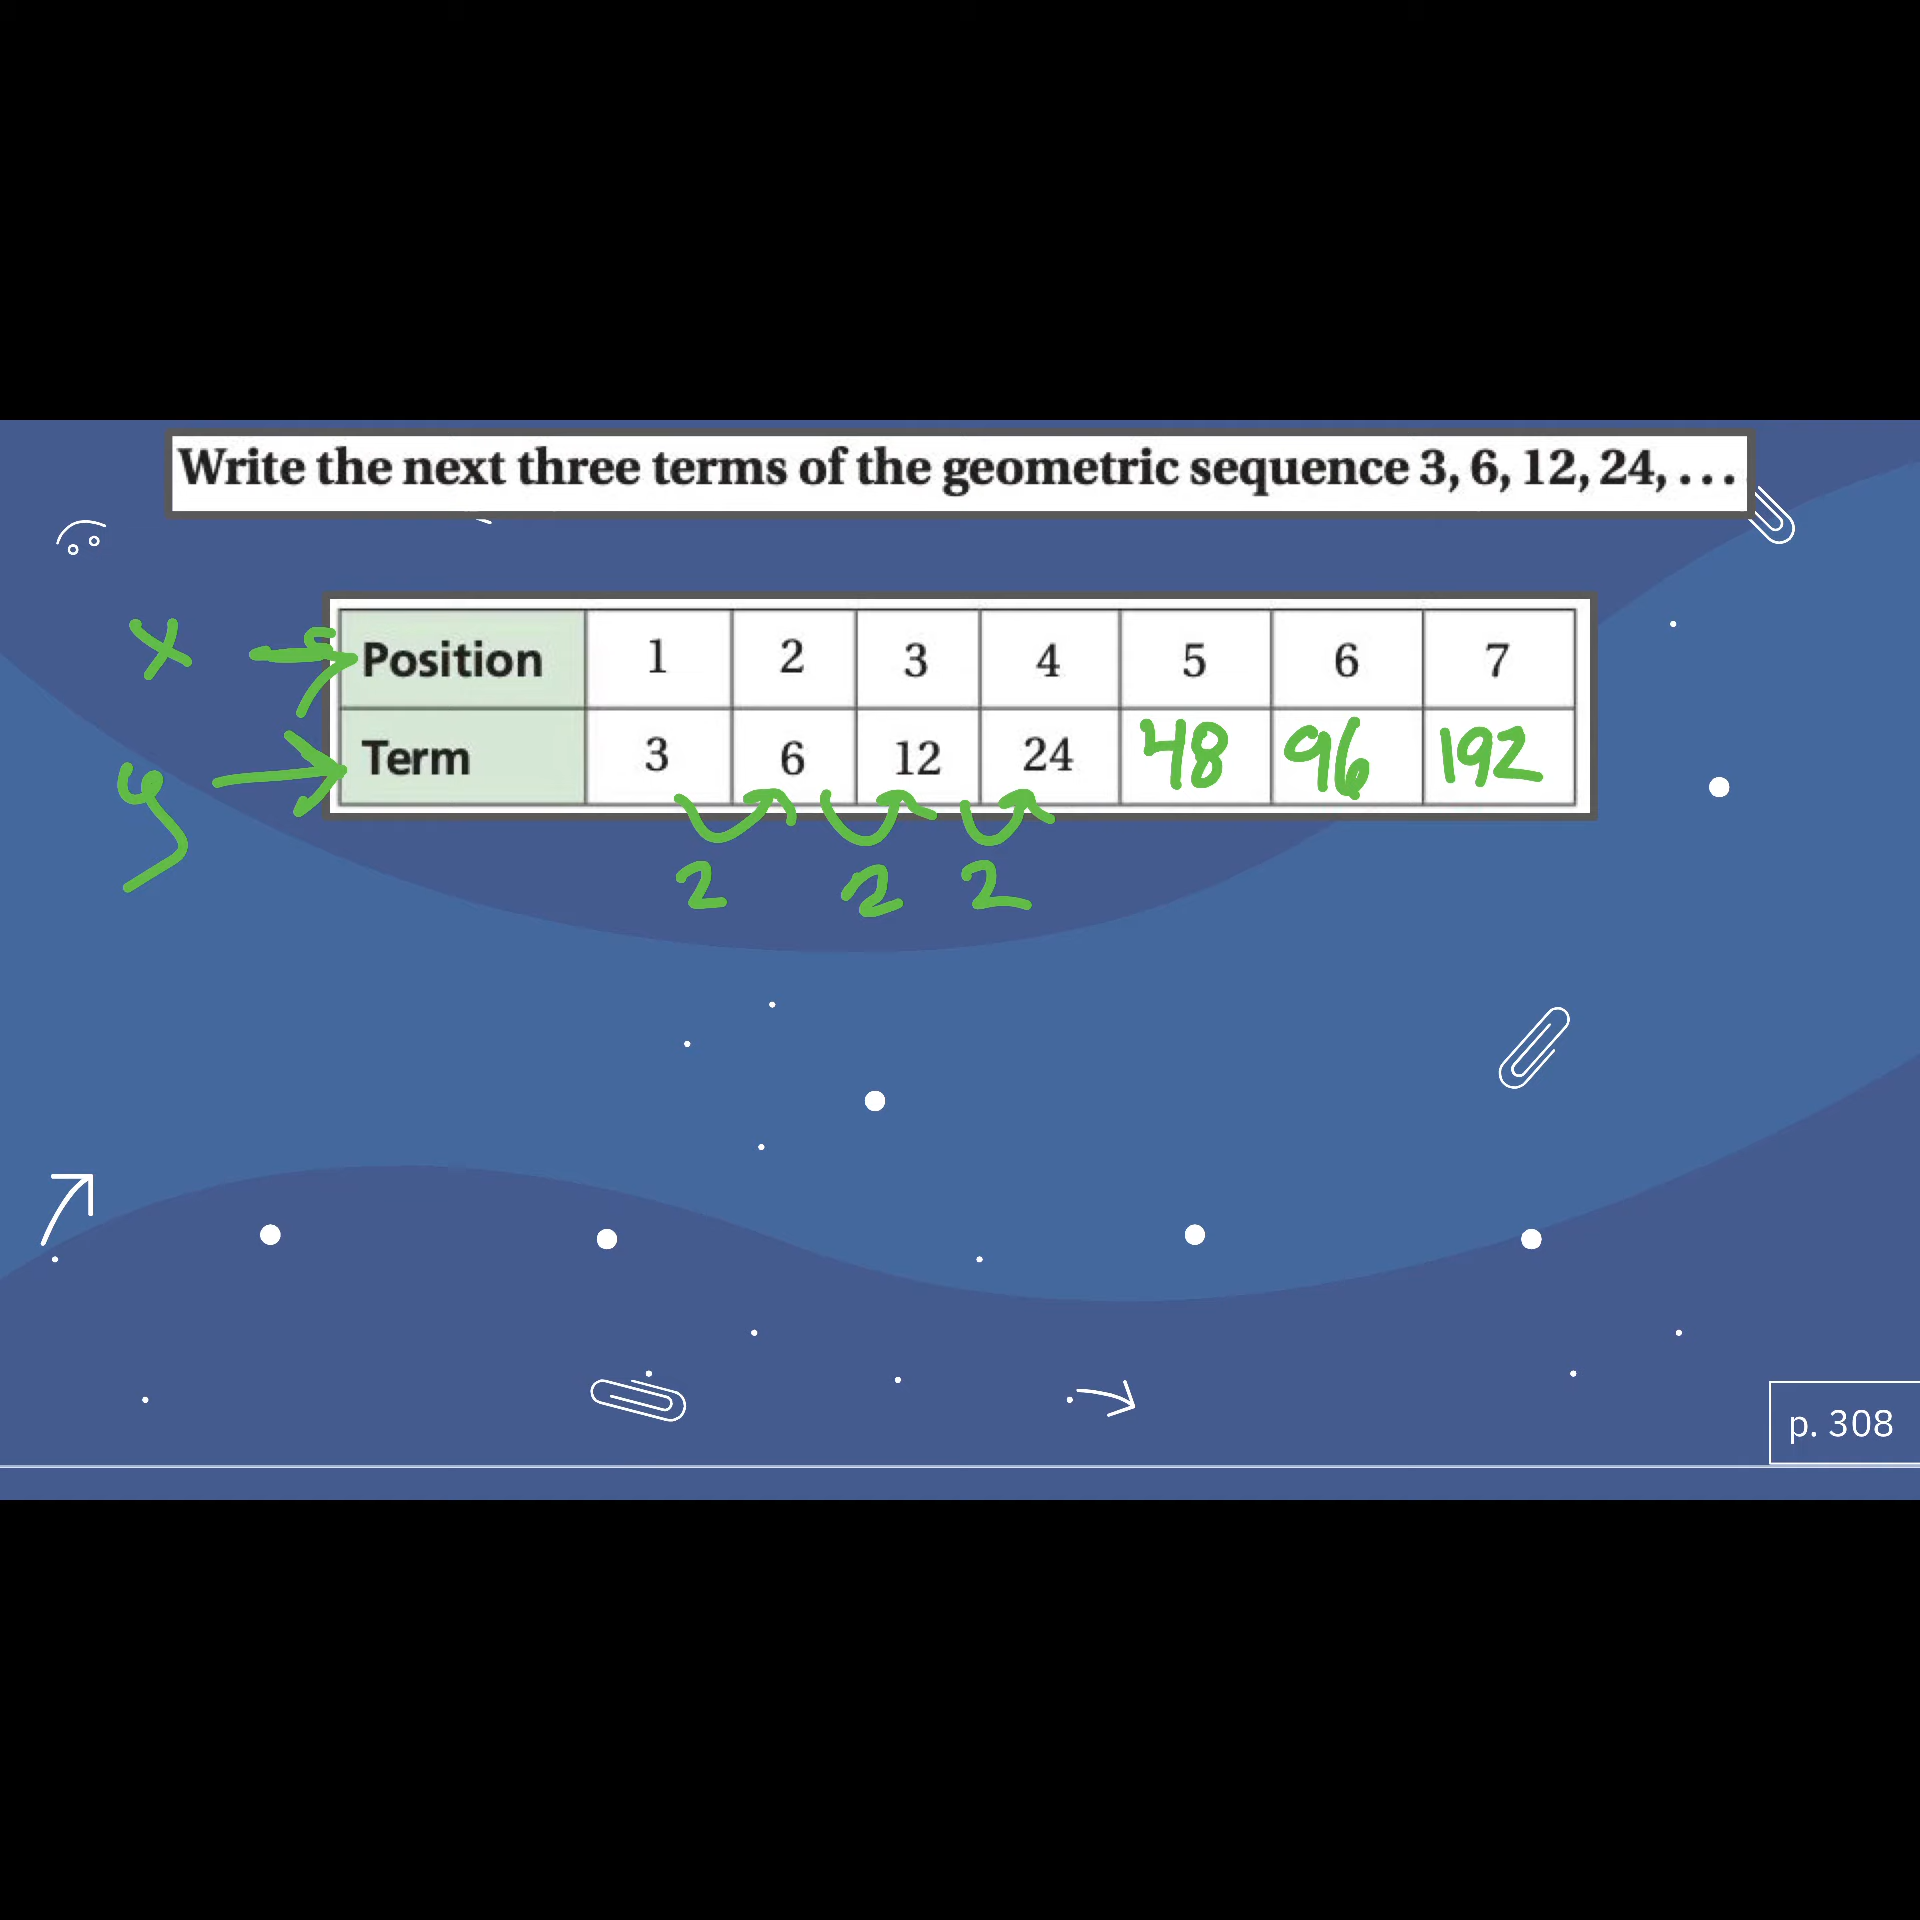 Write the next three terms of the geometric sequence 3, 6, 12, 24, . . .
x Position 1 2 3 4 5 6 7
y Term 3 6 12 24 48 96 192
2 2 2
p. 308